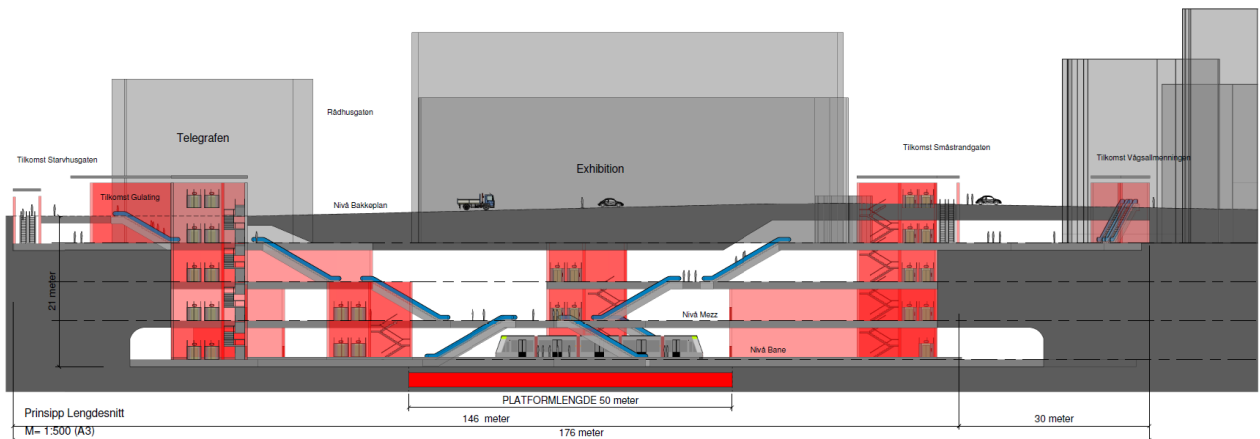 Rådhusgaten
Telegrafen
Tilkomst Starvhusgaten
Exhibition
Tilkomst Småstrandgaten
Tilkomst Vågsallmenningen
Tilkomst Gulating
Nivå Bakkeplan
21 meter
Nivå Mezz
Nivå Bane
PLATFORMLENGDE 50 meter
Prinsipp Lengdesnitt
M= 1:500 (A3)
146 meter
30 meter
176 meter